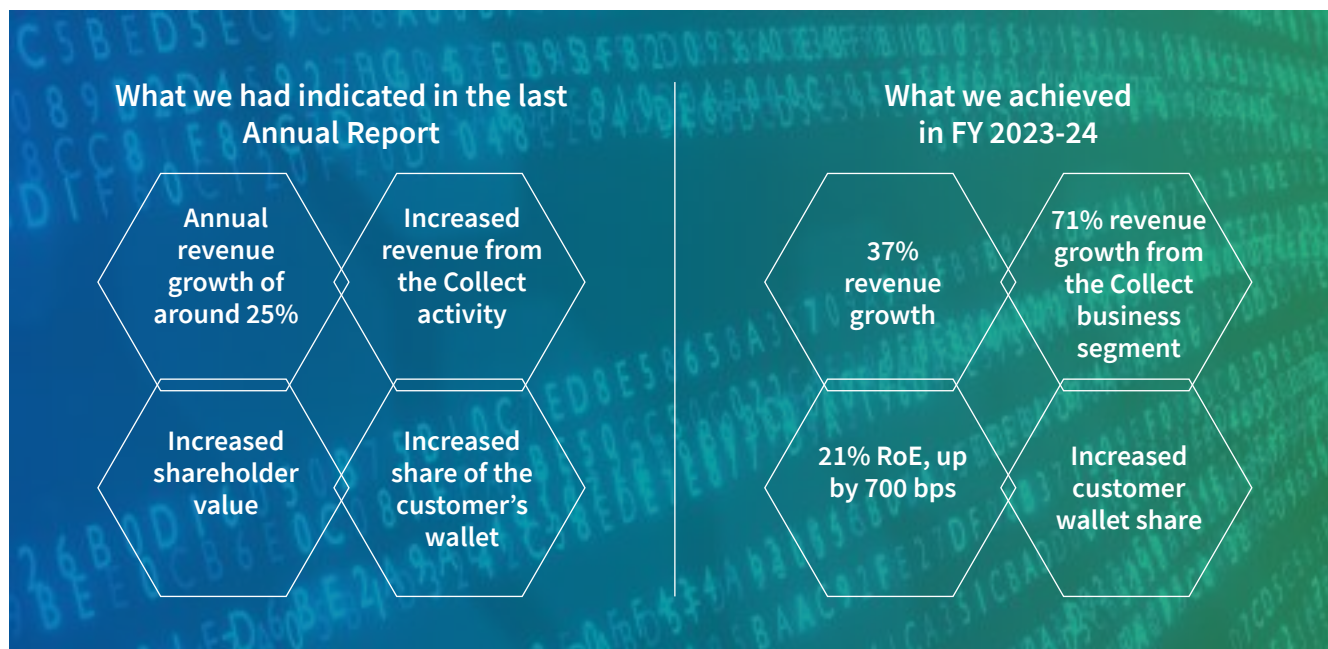 What we had indicated in the last
Annual Report
Annual
revenue
growth of
around 25%
Increased
revenue from
the Collect
activity
Increased
shareholder
value
Increased
share of the
customer's
wallet
What we achieved
in FY 2023-24
37%
revenue
growth
71% revenue
growth from
the Collect
business
segment
21% RoE, up
by 700 bps
Increased
customer
wallet share